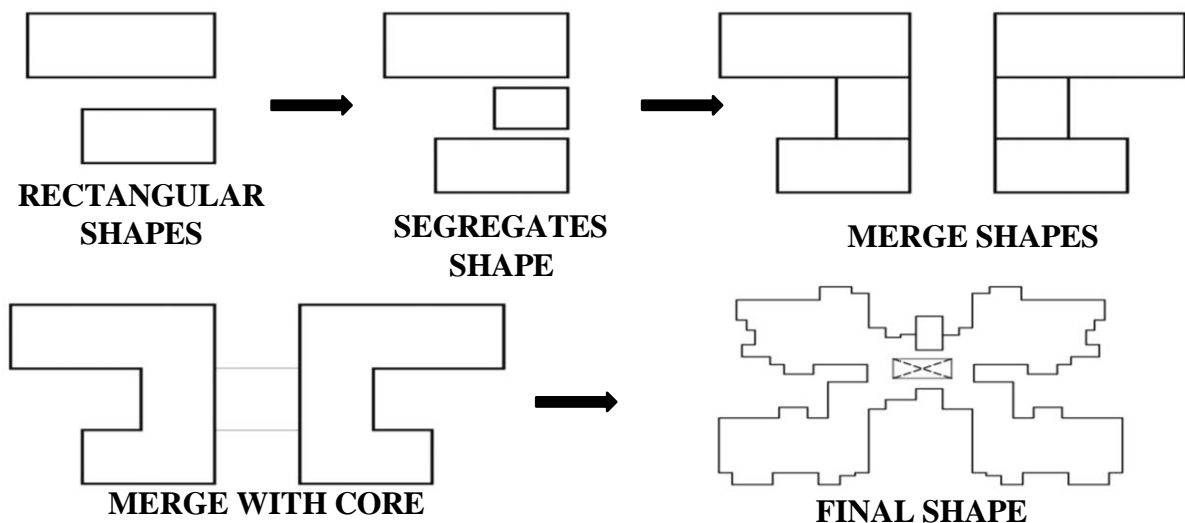 RECTANGULAR
SHAPES
SEGREGATES
SHAPE
MERGE SHAPES
MERGE WITH CORE
FINAL SHAPE